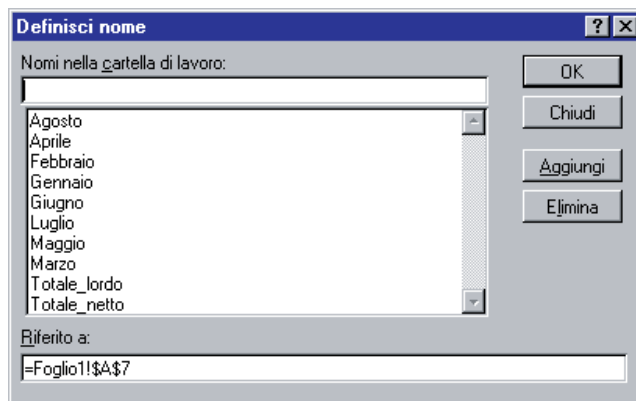 Definisci nome
Nomi nella cartella di lavoro:
Agosto
Aprile
Febbraio
Gennaio
Giugno
Luglio
Maggio
Marzo
Totale_lordo
Totale_netto
OK
Chiudi
Aggiungi
Elimina
Riferito a:
=Foglio1!$A$7